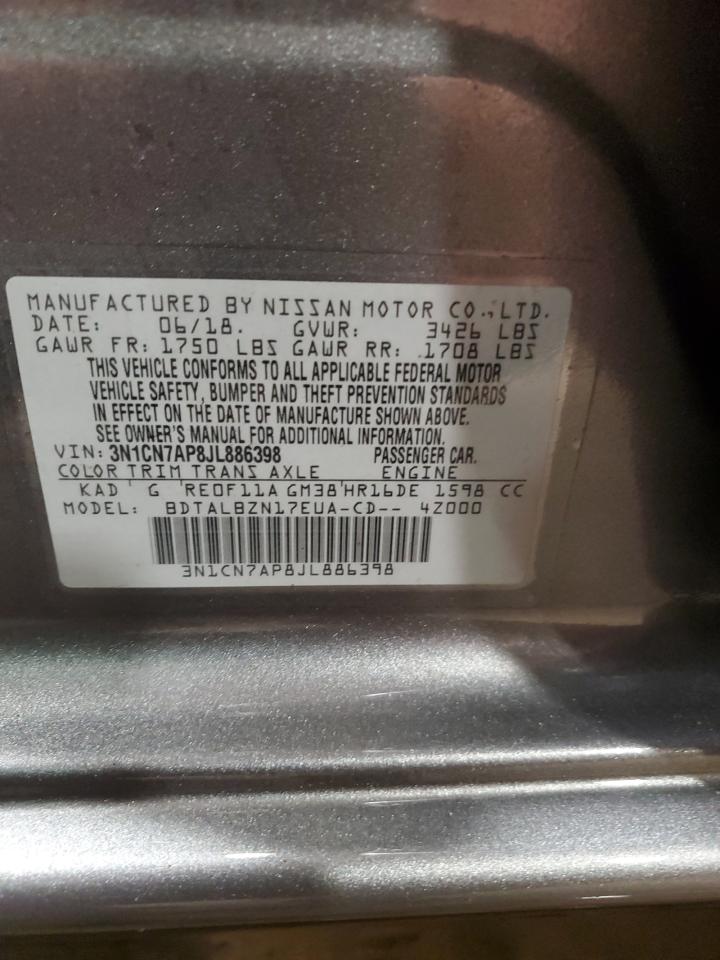 MANUFACTURED BY NISSAN MOTOR CO., LTD.
DATE: 06/18. GVWR: 3426 LBS
GAWR FR: 1750 LBS GAWR RR: 1708 LBS
THIS VEHICLE CONFORMS TO ALL APPLICABLE FEDERAL MOTOR
VEHICLE SAFETY, BUMPER AND THEFT PREVENTION STANDARDS
IN EFFECT ON THE DATE OF MANUFACTURE SHOWN ABOVE.
SEE OWNER'S MANUAL FOR ADDITIONAL INFORMATION.
VIN: 3N1CN7AP8JL886398 PASSENGER CAR.
COLOR TRIM TRANS AXLE ENGINE
KAD G RE0F11A GM38 HR16DE 1598 CC
MODEL: BDTALBZN17EUA-CD-- 4Z000
3N1CN7AP8JL886398